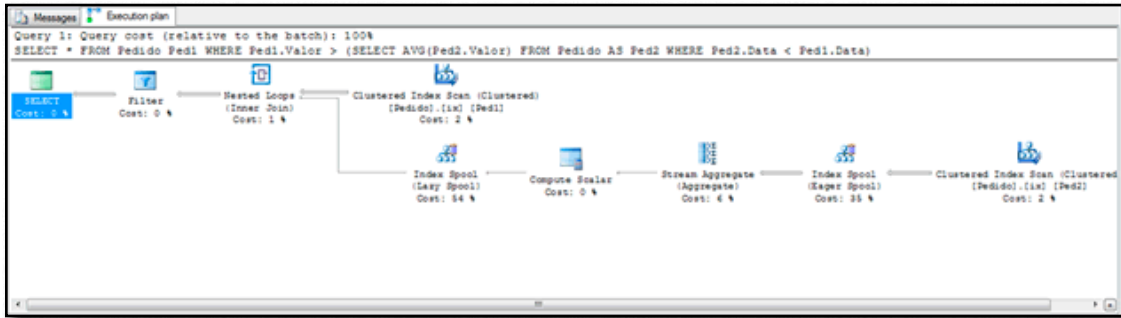 Messages Execution plan
Query 1: Query cost (relative to the batch): 100%
SELECT * FROM Pedido Ped1 WHERE Ped1.Valor > (SELECT AVG(Ped2.Valor) FROM Pedido AS Ped2 WHERE Ped2.Data < Ped1.Data)
SELECT
Cost: 0 %
Filter
Cost: 0 %
Nested Loops
(Inner Join)
Cost: 1 %
Clustered Index Scan (Clustered)
[Pedido].[ix] [Ped1]
Cost: 2 %
Index Spool
(Lazy Spool)
Cost: 54 %
Compute Scalar
Cost: 0 %
Stream Aggregate
(Aggregate)
Cost: 6 %
Index Spool
(Eager Spool)
Cost: 35 %
Clustered Index Scan (Clustered
[Pedido].[ix] [Ped2]
Cost: 2 %